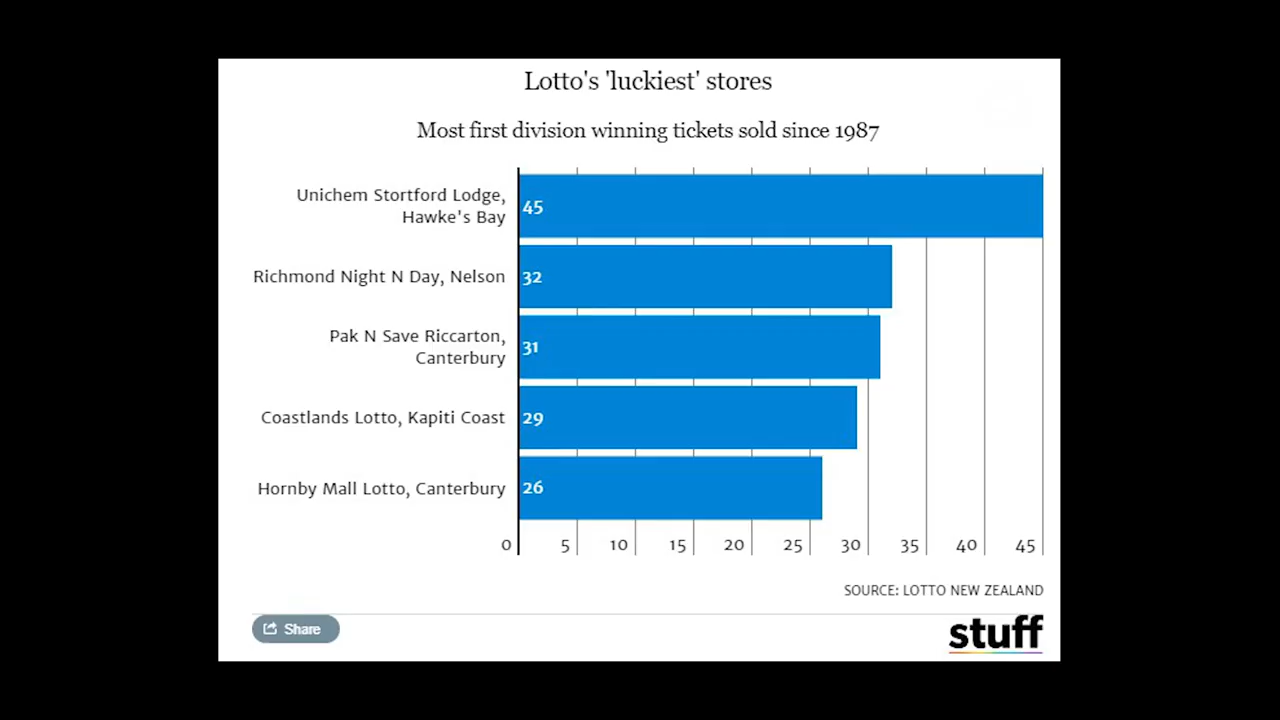 Lotto's 'luckiest' stores
Most first division winning tickets sold since 1987
Unichem Stortford Lodge,
Hawke's Bay
45
Richmond Night N Day, Nelson
32
Pak N Save Riccarton,
Canterbury
31
Coastlands Lotto, Kapiti Coast
29
Hornby Mall Lotto, Canterbury
26
0 5 10 15 20 25 30 35 40 45
SOURCE: LOTTO NEW ZEALAND
Share
stuff